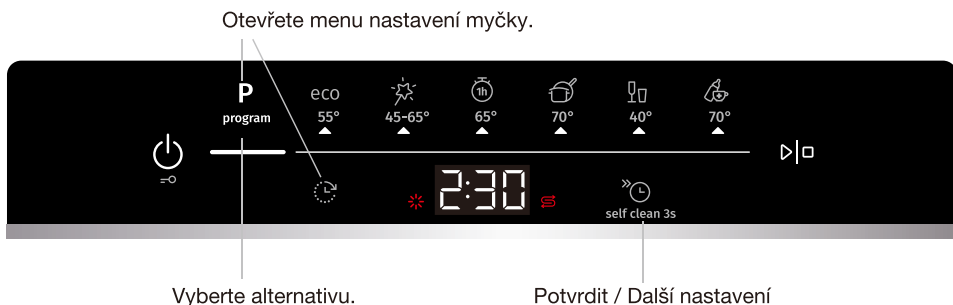 Otevřete menu nastavení myčky.
P
program
eco
55°
45-65°
1h
65°
70°
40°
70°
2:30
self clean 3s
Vyberte alternativu.
Potvrdit / Další nastavení